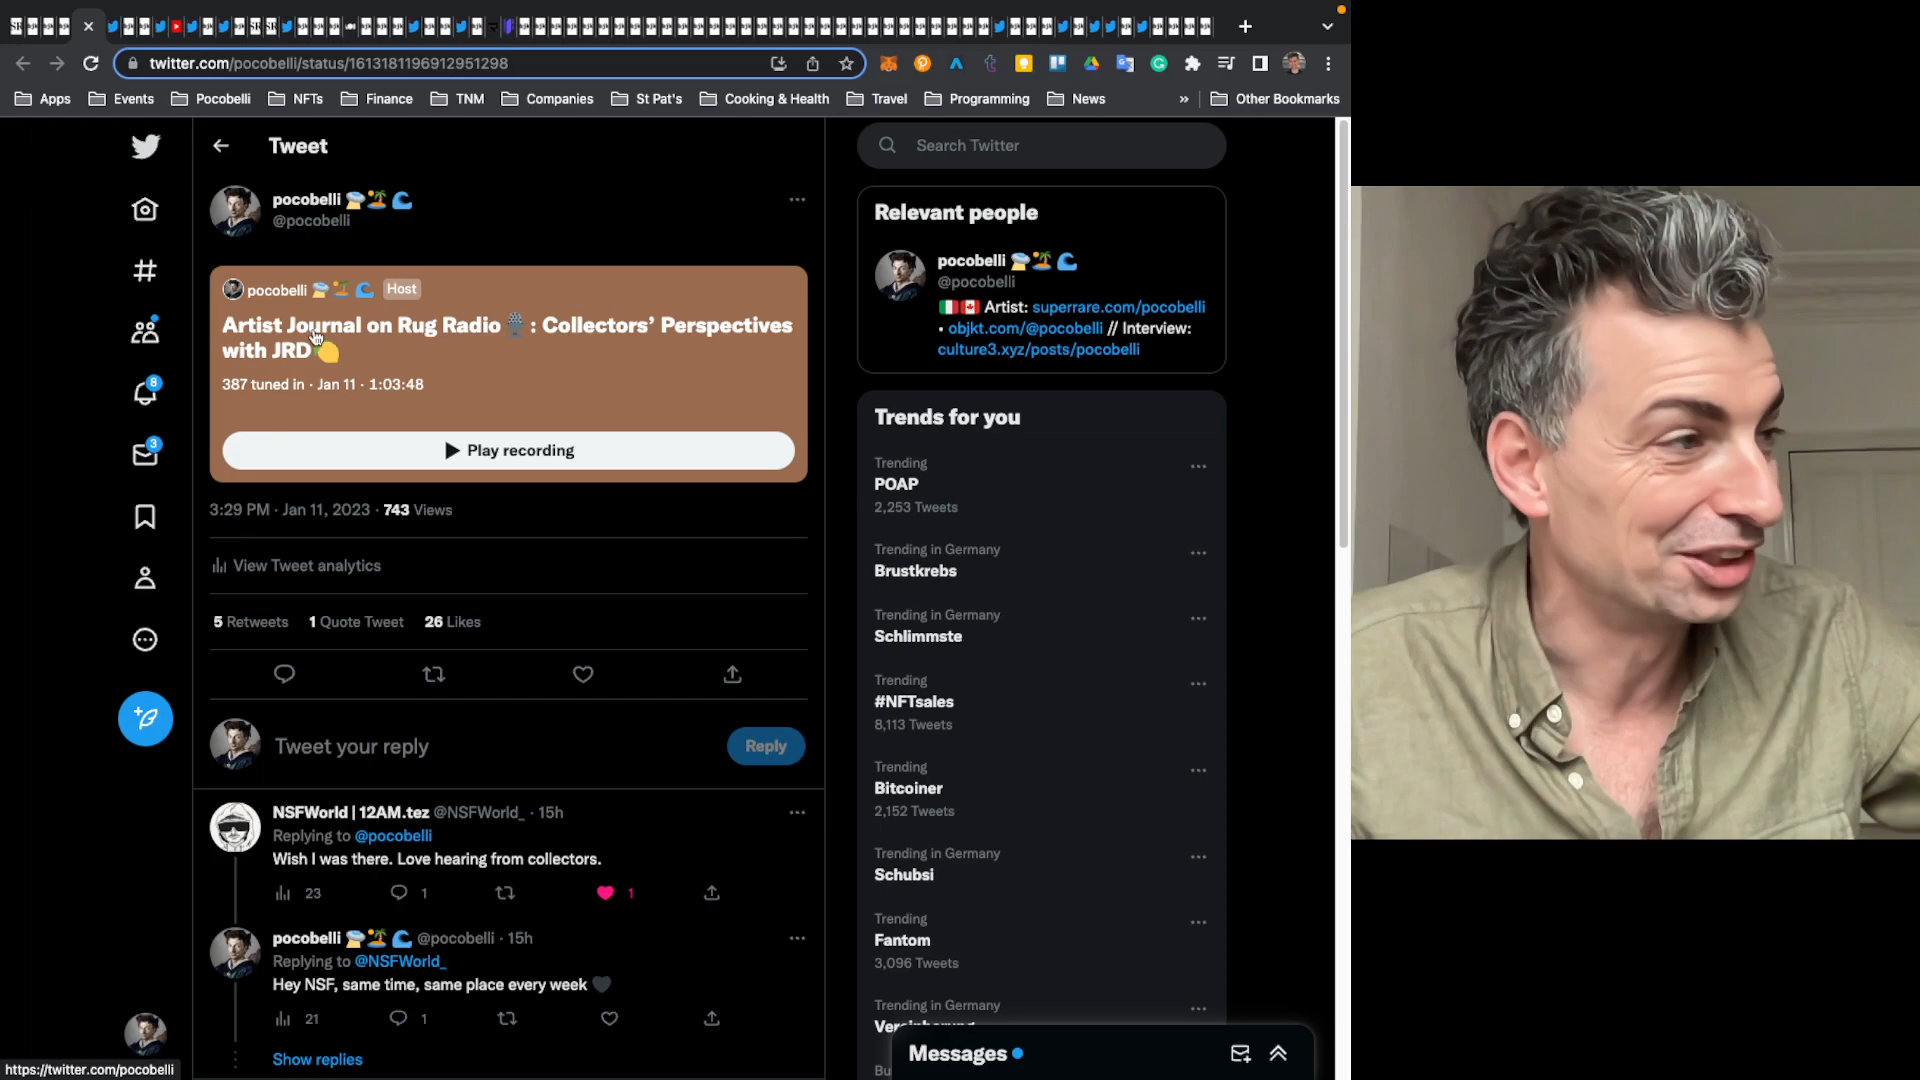 twitter.com/pocobelli/status/1613181196912951298
Apps
Events
Pocobelli
NFTs
Finance
TNM
Companies
St Pat's
Cooking & Health
Travel
Programming
News
»
Other Bookmarks
Tweet
pocobelli
@pocobelli
pocobelli Host
Artist Journal on Rug Radio : Collectors’ Perspectives
with JRD
387 tuned in · Jan 11 · 1:03:48
Play recording
3:29 PM · Jan 11, 2023 · 743 Views
View Tweet analytics
5 Retweets 1 Quote Tweet 26 Likes
Tweet your reply
Reply
NSFWorld | 12AM.tez @NSFWorld_ · 15h
Replying to @pocobelli
Wish I was there. Love hearing from collectors.
23 1 1
pocobelli @pocobelli · 15h
Replying to @NSFWorld_
Hey NSF, same time, same place every week
21 1
Show replies
8
3
Search Twitter
Relevant people
pocobelli
@pocobelli
Artist: superrare.com/pocobelli
• objkt.com/@pocobelli // Interview:
culture3.xyz/posts/pocobelli
Trends for you
Trending
POAP
2,253 Tweets
Trending in Germany
Brustkrebs
Trending in Germany
Schlimmste
Trending
#NFTsales
8,113 Tweets
Trending
Bitcoiner
2,152 Tweets
Trending in Germany
Schubsi
Trending
Fantom
3,096 Tweets
Trending in Germany
Messages
https://twitter.com/pocobelli